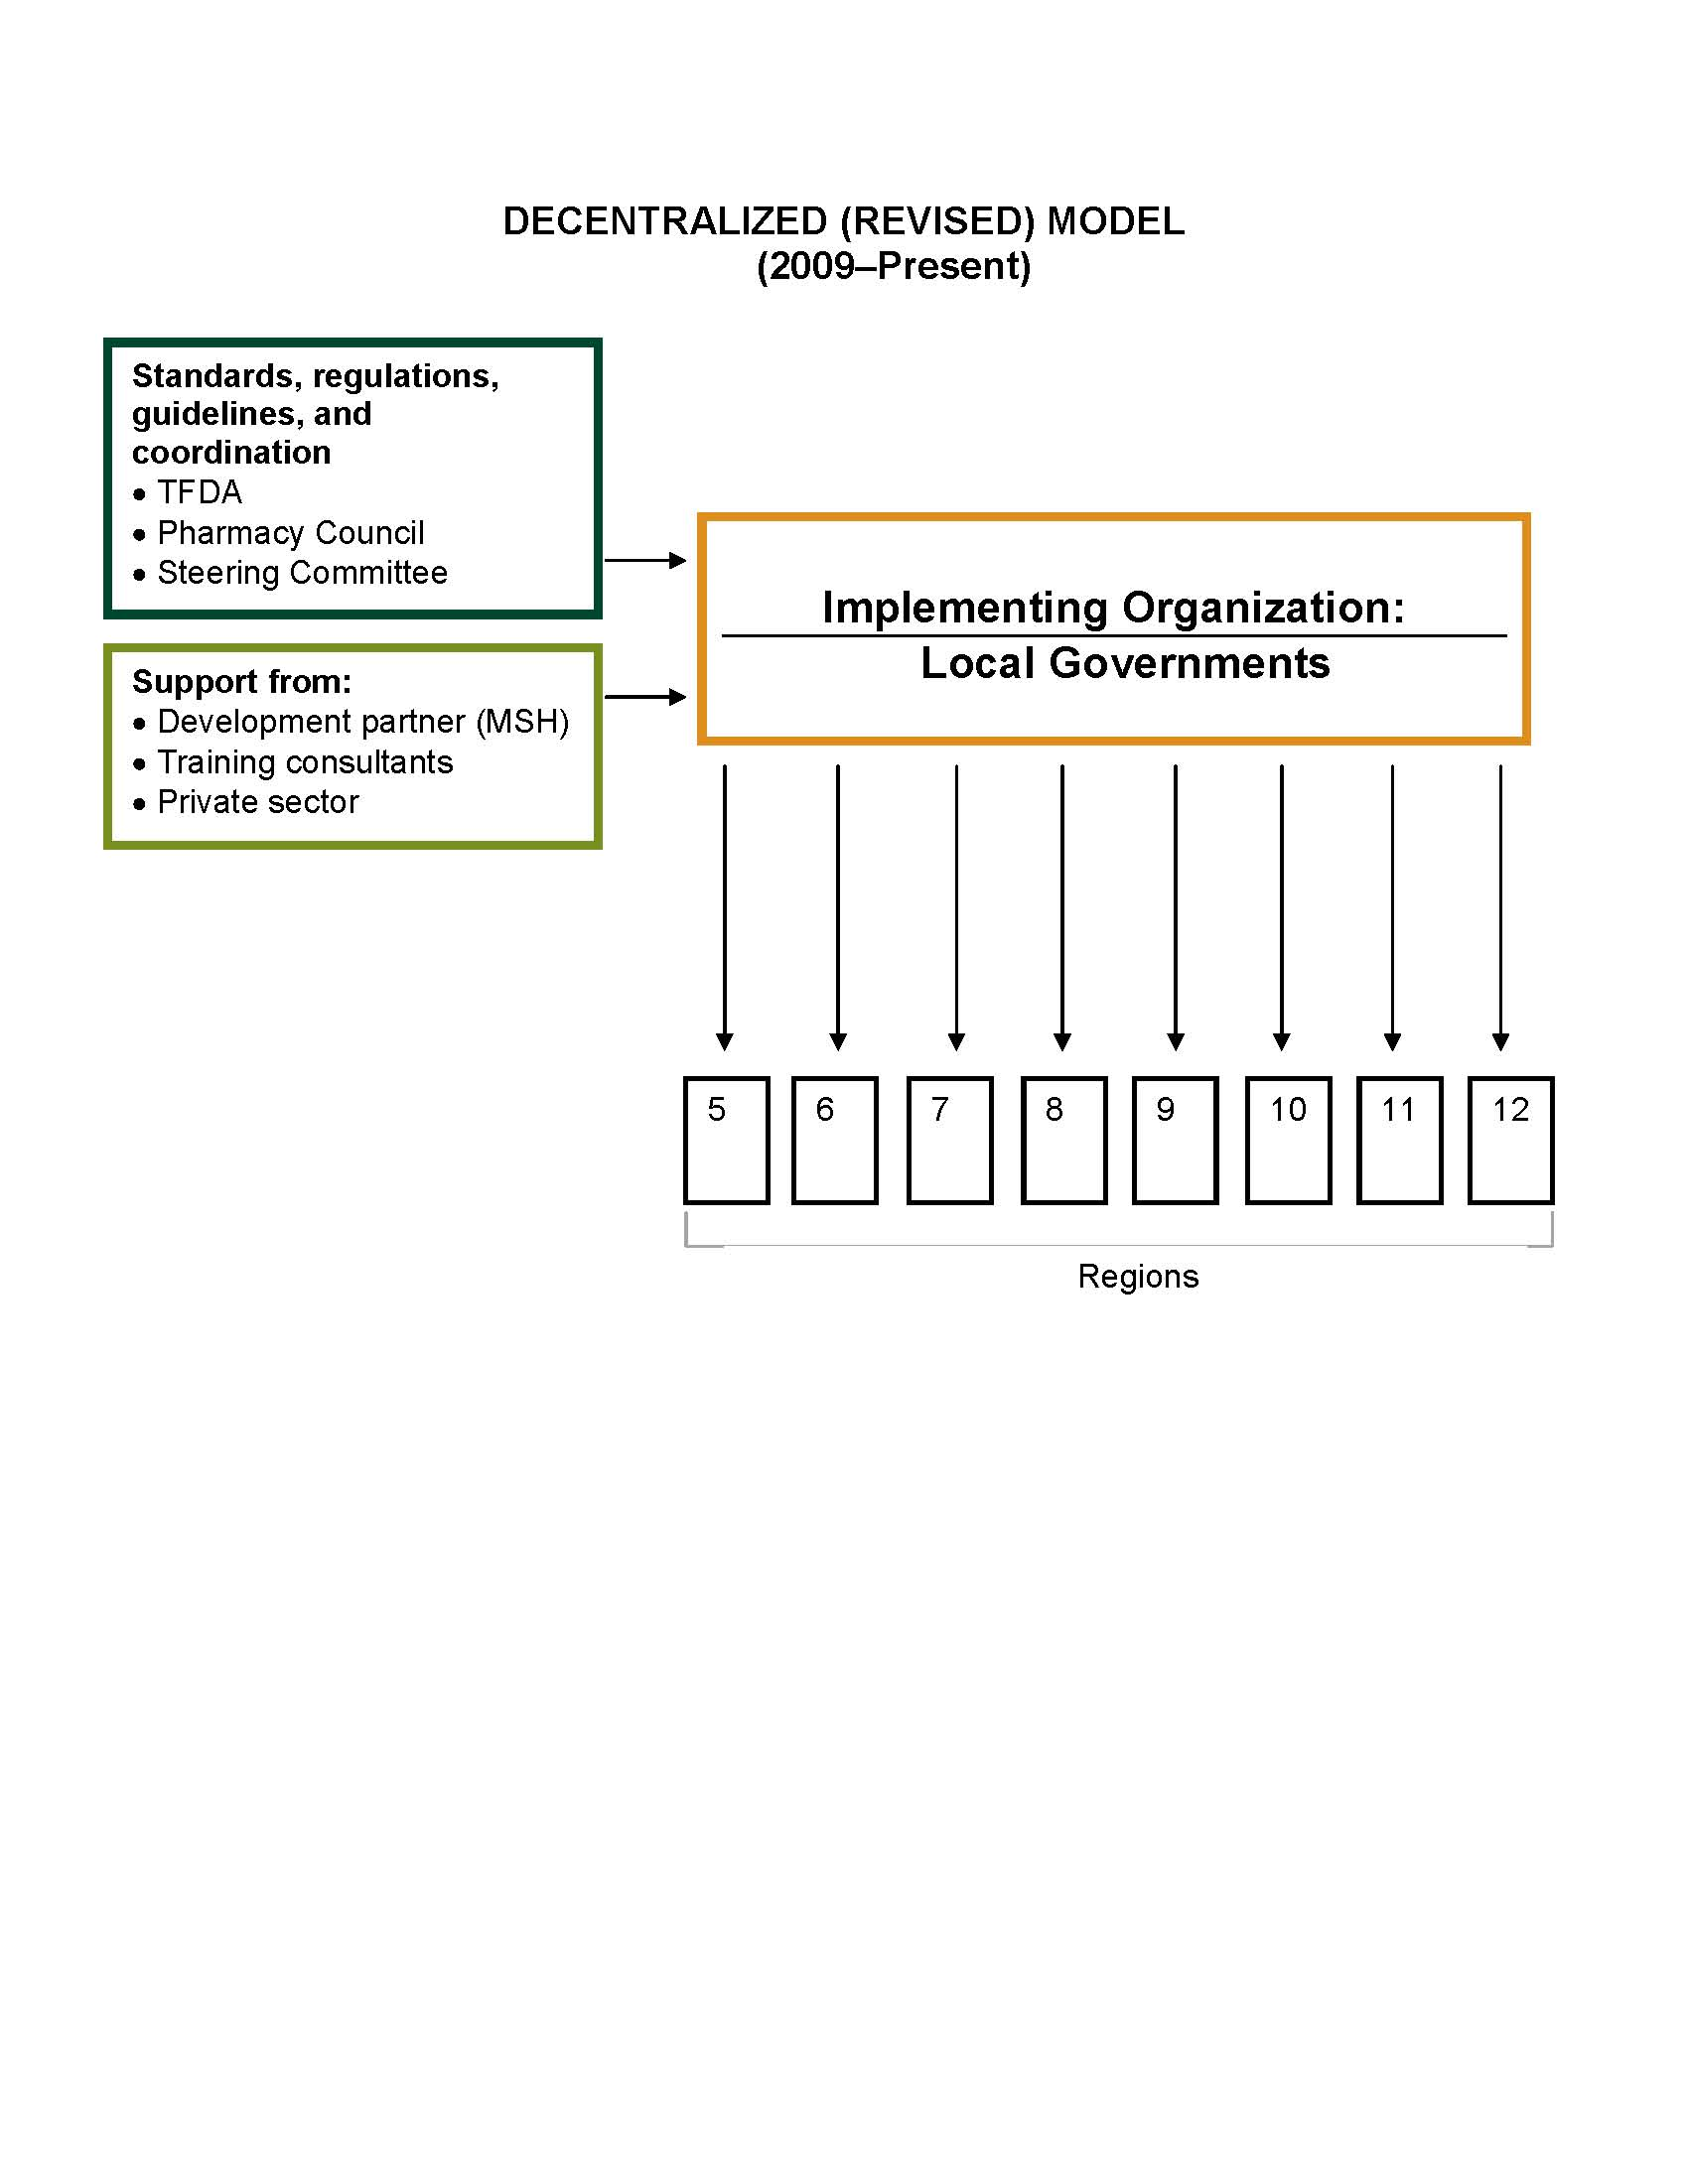 DECENTRALIZED (REVISED) MODEL
(2009–Present)
Standards, regulations,
guidelines, and
coordination
• TFDA
• Pharmacy Council
• Steering Committee
Support from:
• Development partner (MSH)
• Training consultants
• Private sector
Implementing Organization:
Local Governments
5 6 7 8 9 10 11 12
Regions